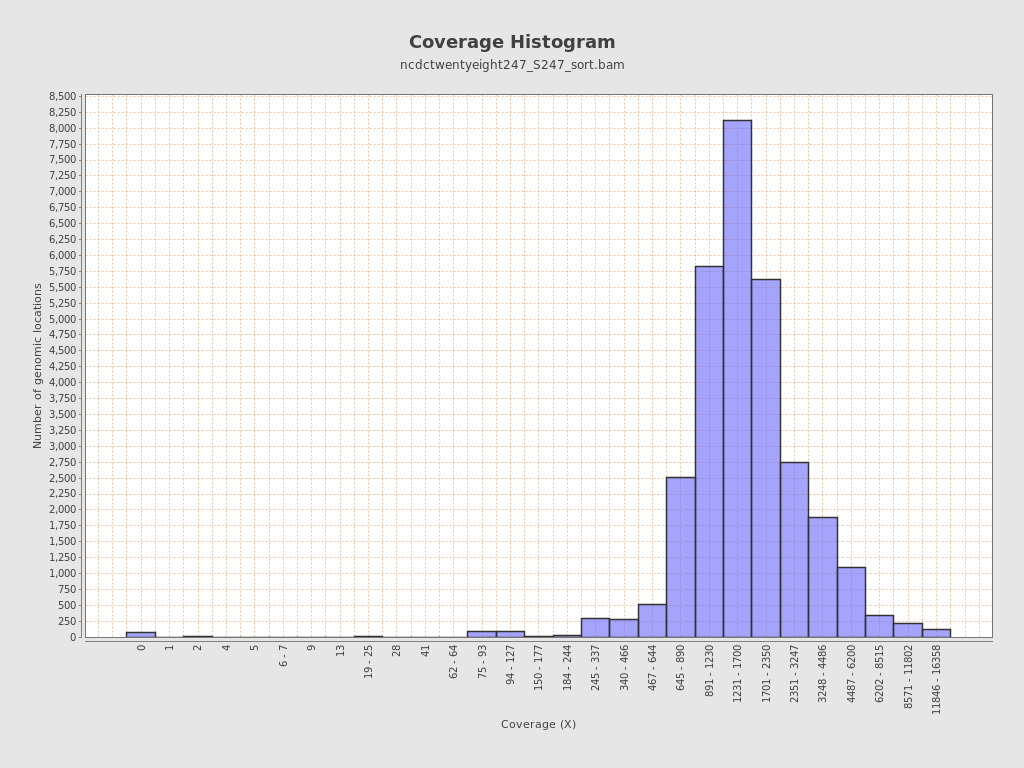 Coverage Histogram
ncdctwentyeight247_S247_sort.bam
8,500
8,250
8,000
7,750
7,500
7,250
7,000
6,750
6,500
6,250
6,000
5,750
5,500
5,250
5,000
4,750
4,500
4,250
4,000
3,750
3,500
3,250
3,000
2,750
2,500
2,250
2,000
1,750
1,500
1,250
1,000
750
500
250
0
Number of genomic locations
0
1
2
4
5
6 - 7
9
13
19 - 25
28
41
62 - 64
75 - 93
94 - 127
150 - 177
184 - 244
245 - 337
340 - 466
467 - 644
645 - 890
891 - 1230
1231 - 1700
1701 - 2350
2351 - 3247
3248 - 4486
4487 - 6200
6202 - 8515
8571 - 11802
11846 - 16358
Coverage (X)